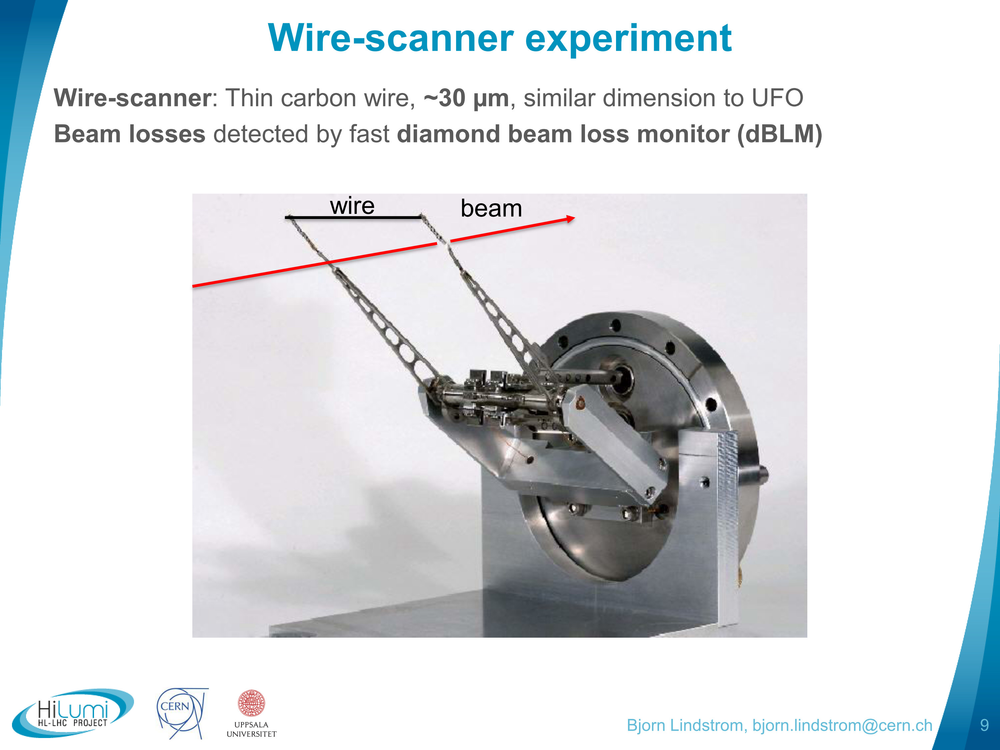 Wire-scanner experiment
Wire-scanner: Thin carbon wire, ~30 µm, similar dimension to UFO
Beam losses detected by fast diamond beam loss monitor (dBLM)
wire
beam
HiLumi
HL-LHC PROJECT
CERN
UPPSALA
UNIVERSITET
Bjorn Lindstrom, bjorn.lindstrom@cern.ch
9